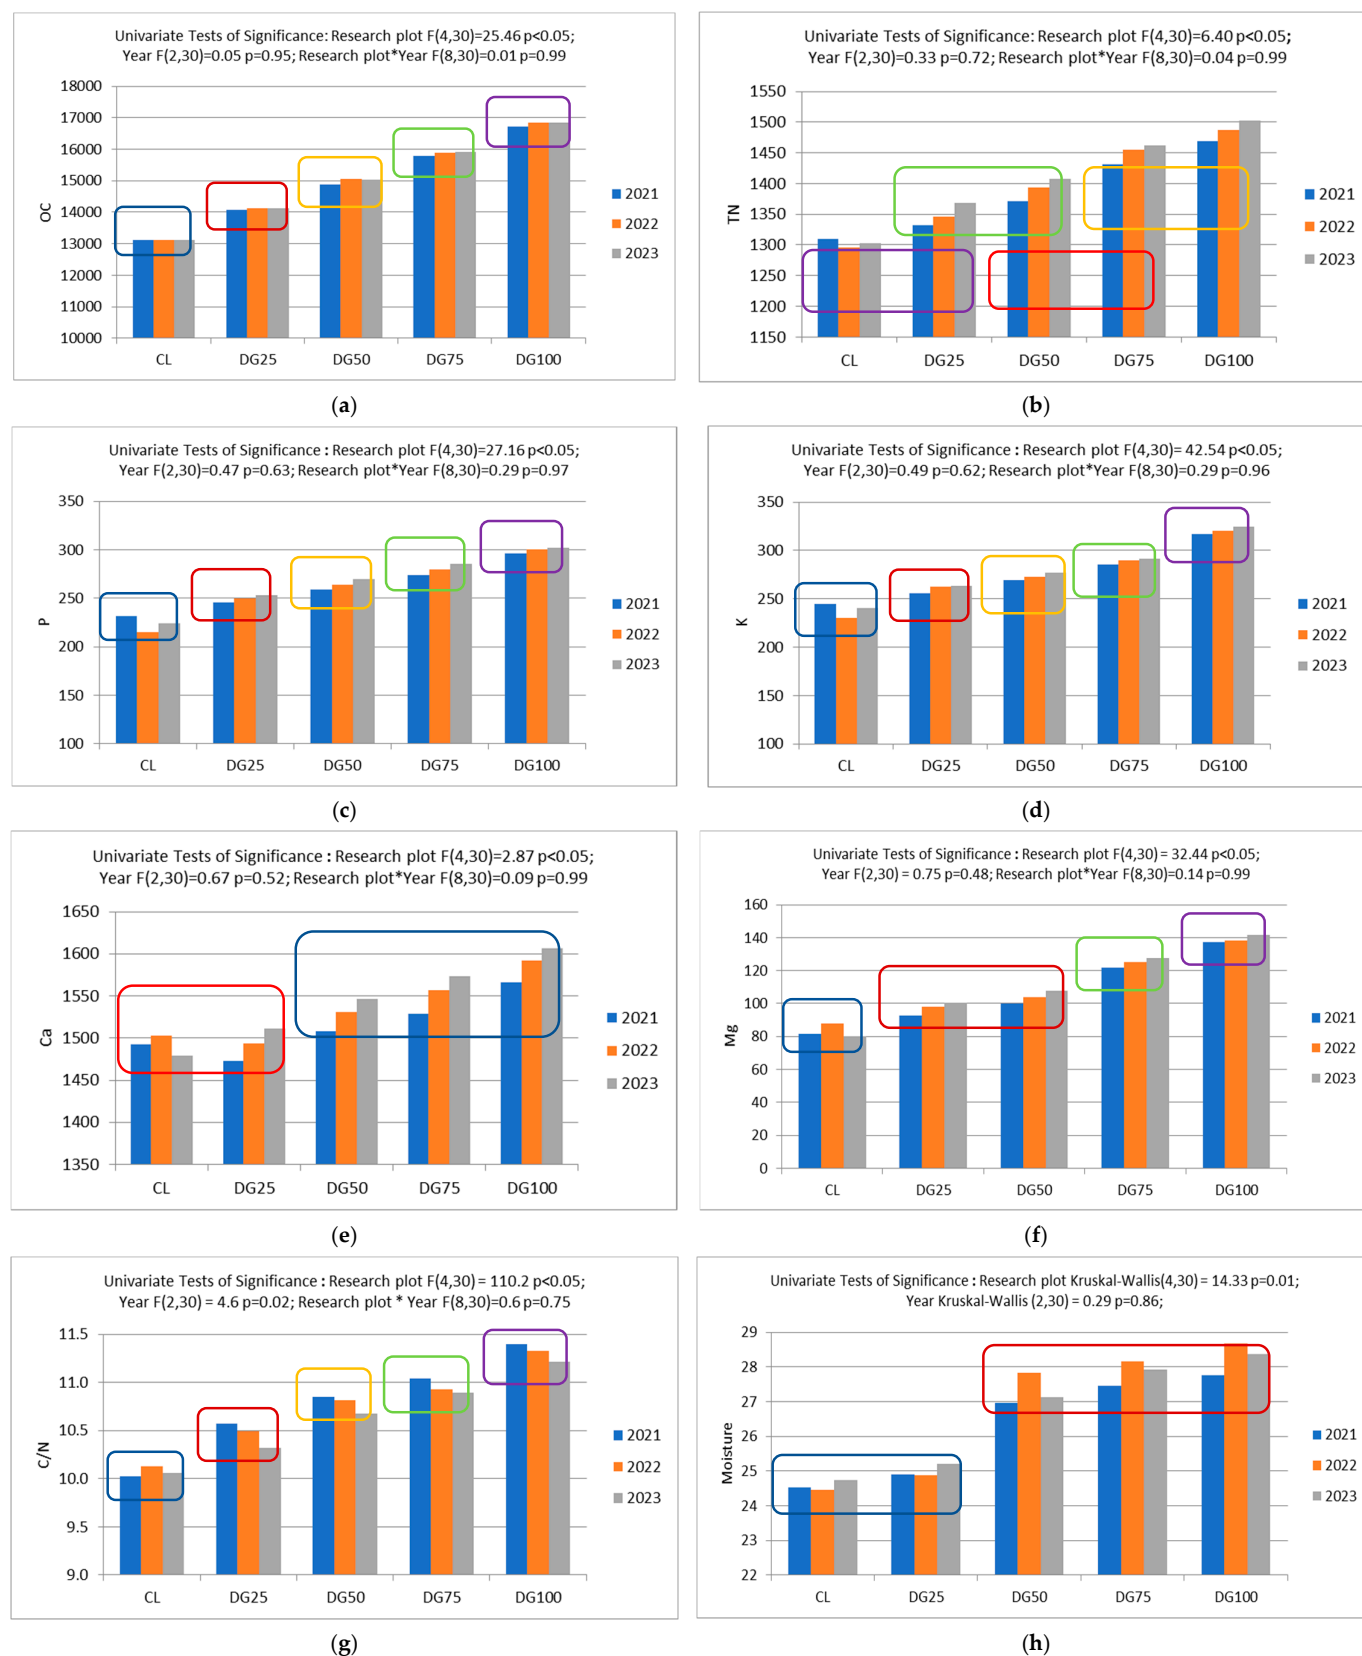 Univariate Tests of Significance: Research plot F(4,30)=25.46 p<0.05;
Year F(2,30)=0.05 p=0.95; Research plot*Year F(8,30)=0.01 p=0.99
18000
17000
16000
15000
14000
13000
12000
11000
10000
OC
CL DG25 DG50 DG75 DG100
2021
2022
2023
(a)
Univariate Tests of Significance: Research plot F(4,30)=6.40 p<0.05;
Year F(2,30)=0.33 p=0.72; Research plot*Year F(8,30)=0.04 p=0.99
1550
1500
1450
1400
1350
1300
1250
1200
1150
TN
CL DG25 DG50 DG75 DG100
2021
2022
2023
(b)
Univariate Tests of Significance : Research plot F(4,30)=27.16 p<0.05;
Year F(2,30)=0.47 p=0.63; Research plot*Year F(8,30)=0.29 p=0.97
350
300
250
200
150
100
P
CL DG25 DG50 DG75 DG100
2021
2022
2023
(c)
Univariate Tests of Significance : Research plot F(4,30)= 42.54 p<0.05;
Year F(2,30)=0.49 p=0.62; Research plot*Year F(8,30)=0.29 p=0.96
350
300
250
200
150
100
K
CL DG25 DG50 DG75 DG100
2021
2022
2023
(d)
Univariate Tests of Significance : Research plot F(4,30)=2.87 p<0.05;
Year F(2,30)=0.67 p=0.52; Research plot*Year F(8,30)=0.09 p=0.99
1650
1600
1550
1500
1450
1400
1350
Ca
CL DG25 DG50 DG75 DG100
2021
2022
2023
(e)
Univariate Tests of Significance : Research plot F(4,30) = 32.44 p<0.05;
Year F(2,30) = 0.75 p=0.48; Research plot*Year F(8,30)=0.14 p=0.99
160
140
120
100
80
60
40
20
0
Mg
CL DG25 DG50 DG75 DG100
2021
2022
2023
(f)
Univariate Tests of Significance : Research plot F(4,30) = 110.2 p<0.05;
Year F(2,30) = 4.6 p=0.02; Research plot * Year F(8,30)=0.6 p=0.75
11.5
11.0
10.5
10.0
9.5
9.0
C/N
CL DG25 DG50 DG75 DG100
2021
2022
2023
(g)
Univariate Tests of Significance : Research plot Kruskal-Wallis(4,30) = 14.33 p=0.01;
Year Kruskal-Wallis (2,30) = 0.29 p=0.86;
29
28
27
26
25
24
23
22
Moisture
CL DG25 DG50 DG75 DG100
2021
2022
2023
(h)